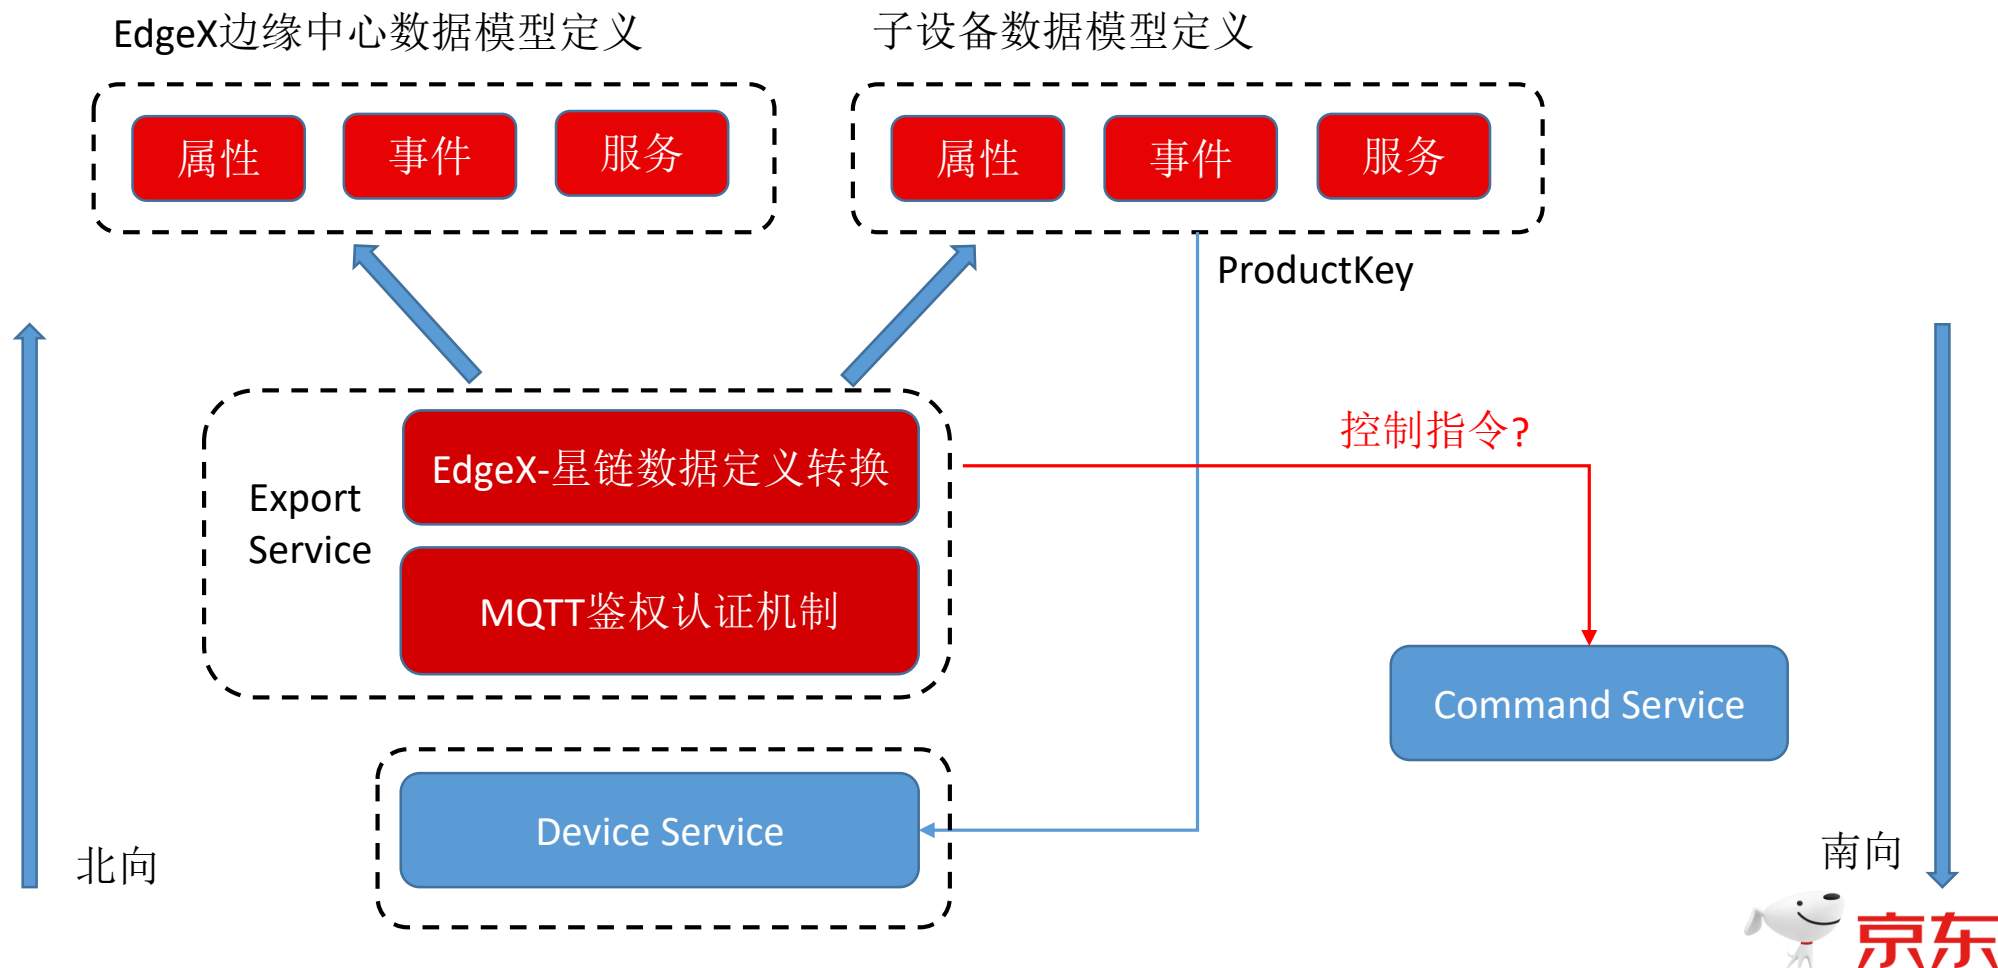 EdgeX边缘中心数据模型定义
子设备数据模型定义
属性
事件
服务
属性
事件
服务
ProductKey
控制指令?
EdgeX-星链数据定义转换
Export
Service
MQTT鉴权认证机制
Command Service
Device Service
北向
南向
京东